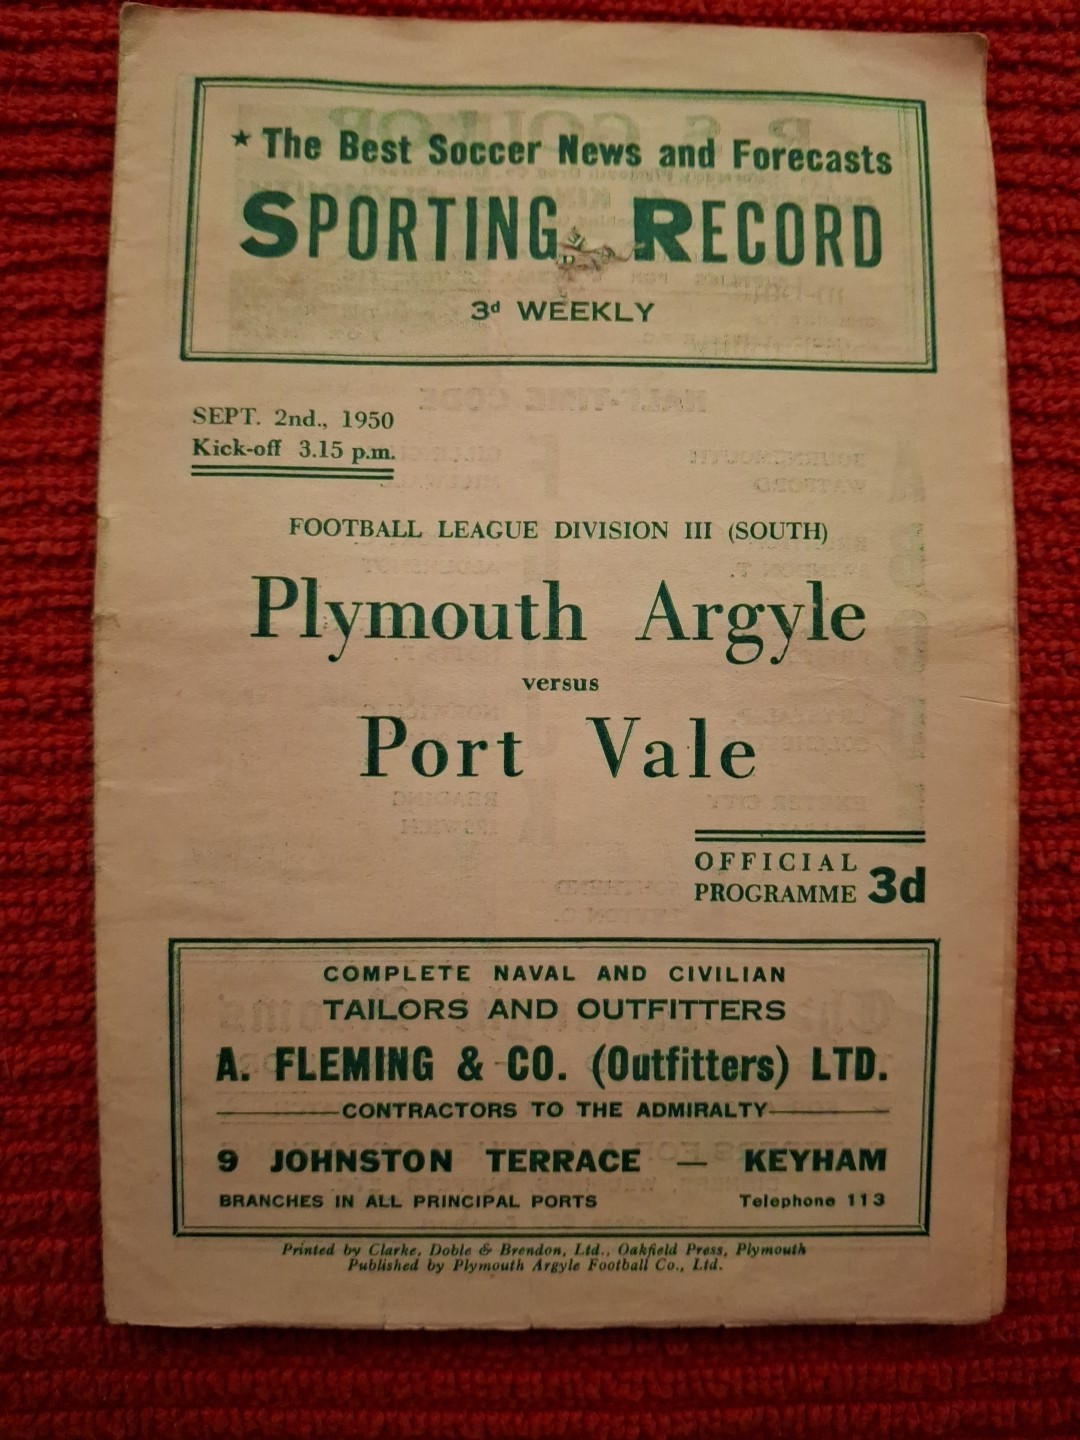 ★ The Best Soccer News and Forecasts
SPORTING RECORD
3d WEEKLY
SEPT. 2nd., 1950
Kick-off 3.15 p.m.
FOOTBALL LEAGUE DIVISION III (SOUTH)
Plymouth Argyle
versus
Port Vale
OFFICIAL
PROGRAMME 3d
COMPLETE NAVAL AND CIVILIAN
TAILORS AND OUTFITTERS
A. FLEMING & CO. (Outfitters) LTD.
CONTRACTORS TO THE ADMIRALTY
9 JOHNSTON TERRACE — KEYHAM
BRANCHES IN ALL PRINCIPAL PORTS Telephone 113
Printed by Clarke, Doble & Brendon, Ltd., Oakfield Press, Plymouth
Published by Plymouth Argyle Football Co., Ltd.